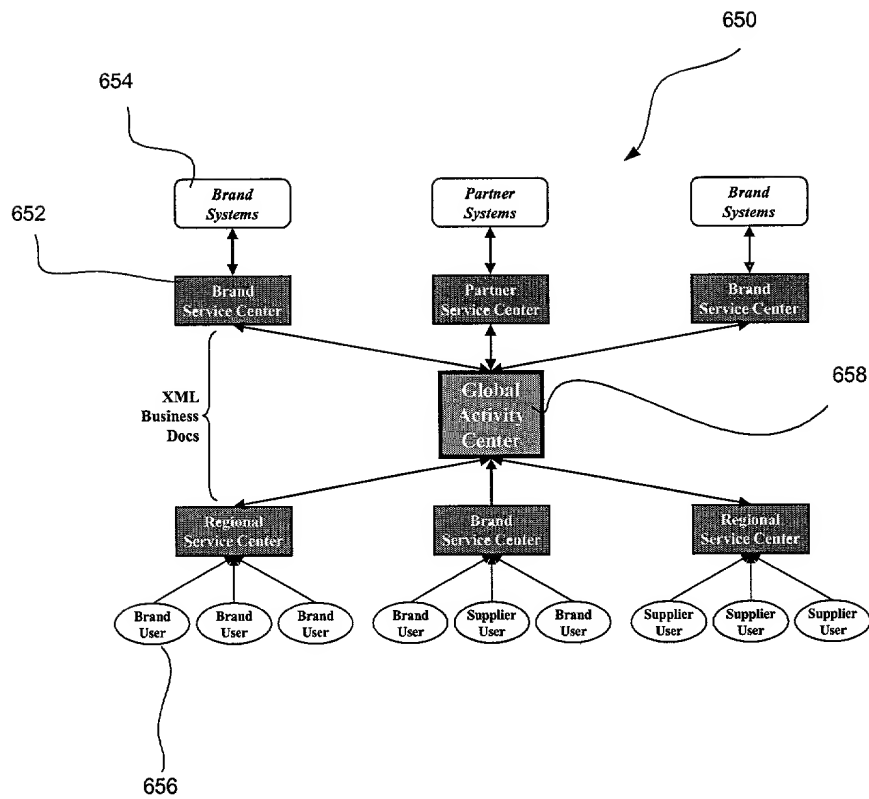 650
654
Brand
Systems
Partner
Systems
Brand
Systems
652
Brand
Service Center
Partner
Service Center
Brand
Service Center
XML
Business
Docs
Global
Activity
Center
658
Regional
Service Center
Brand
Service Center
Regional
Service Center
Brand
User
Brand
User
Brand
User
Brand
User
Supplier
User
Brand
User
Supplier
User
Supplier
User
Supplier
User
656